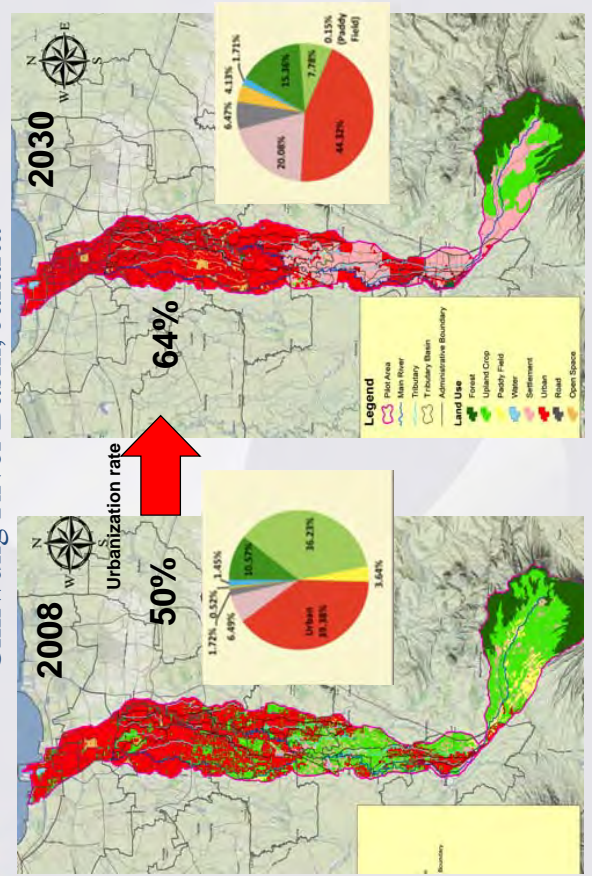 2008
N
W
E
S
50%
Urbanization rate
1.72%
0.52%
1.45%
6.49%
10.57%
36.23%
Urban
39.38%
3.64%
Boundary
2030
N
W
E
S
64%
6.47%
4.13%
1.71%
15.36%
20.08%
7.78%
0.15%
(Paddy
Field)
44.32%
Legend
Pilot Area
Main River
Tributary
Tributary Basin
Administrative Boundary
Land Use
Forest
Upland Crop
Paddy Field
Water
Settlement
Urban
Road
Open Space